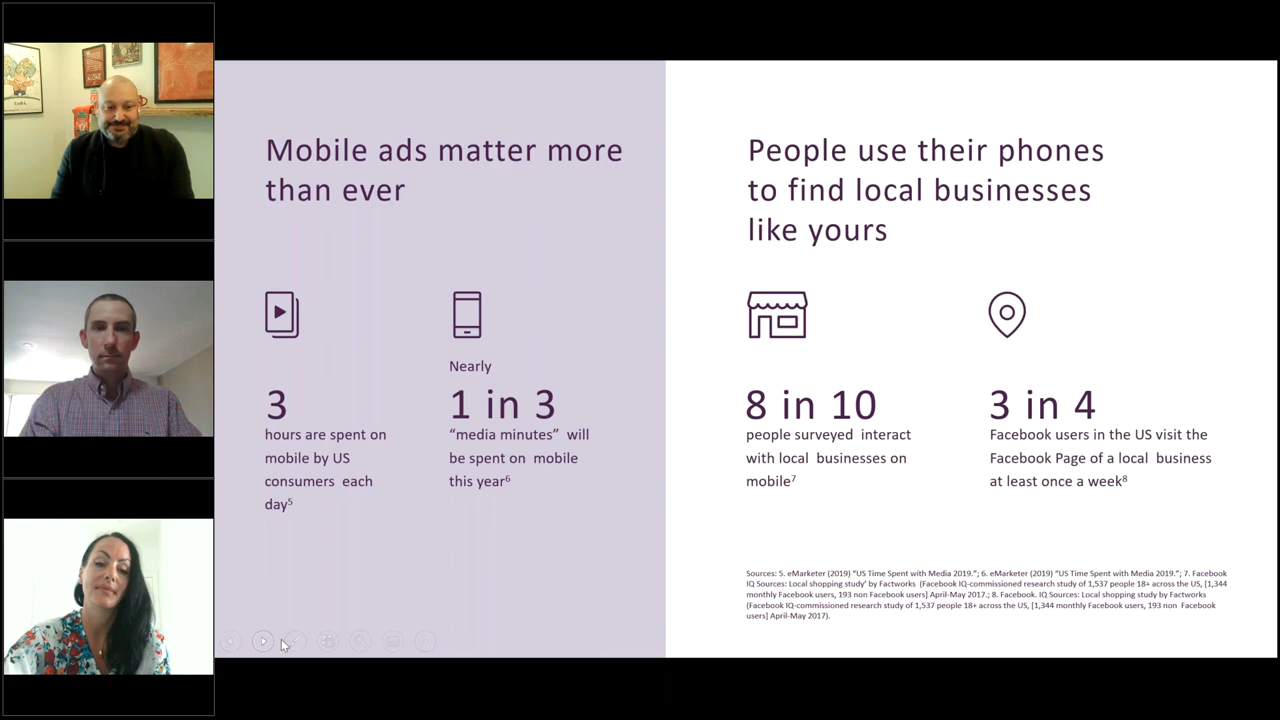 Mobile ads matter more
than ever
3
hours are spent on
mobile by US
consumers each
day5
Nearly
1 in 3
“media minutes” will
be spent on mobile
this year6
People use their phones
to find local businesses
like yours
8 in 10
people surveyed interact
with local businesses on
mobile7
3 in 4
Facebook users in the US visit the
Facebook Page of a local business
at least once a week8
Sources: 5. eMarketer (2019) “US Time Spent with Media 2019.”; 6. eMarketer (2019) “US Time Spent with Media 2019.”; 7. Facebook
IQ Sources: Local shopping study’ by Factworks (Facebook IQ-commissioned research study of 1,537 people 18+ across the US, [1,344
monthly Facebook users, 193 non Facebook users] April-May 2017.; 8. Facebook. IQ Sources: Local shopping study by Factworks
(Facebook IQ-commissioned research study of 1,537 people 18+ across the US, [1,344 monthly Facebook users, 193 non Facebook
users] April-May 2017).